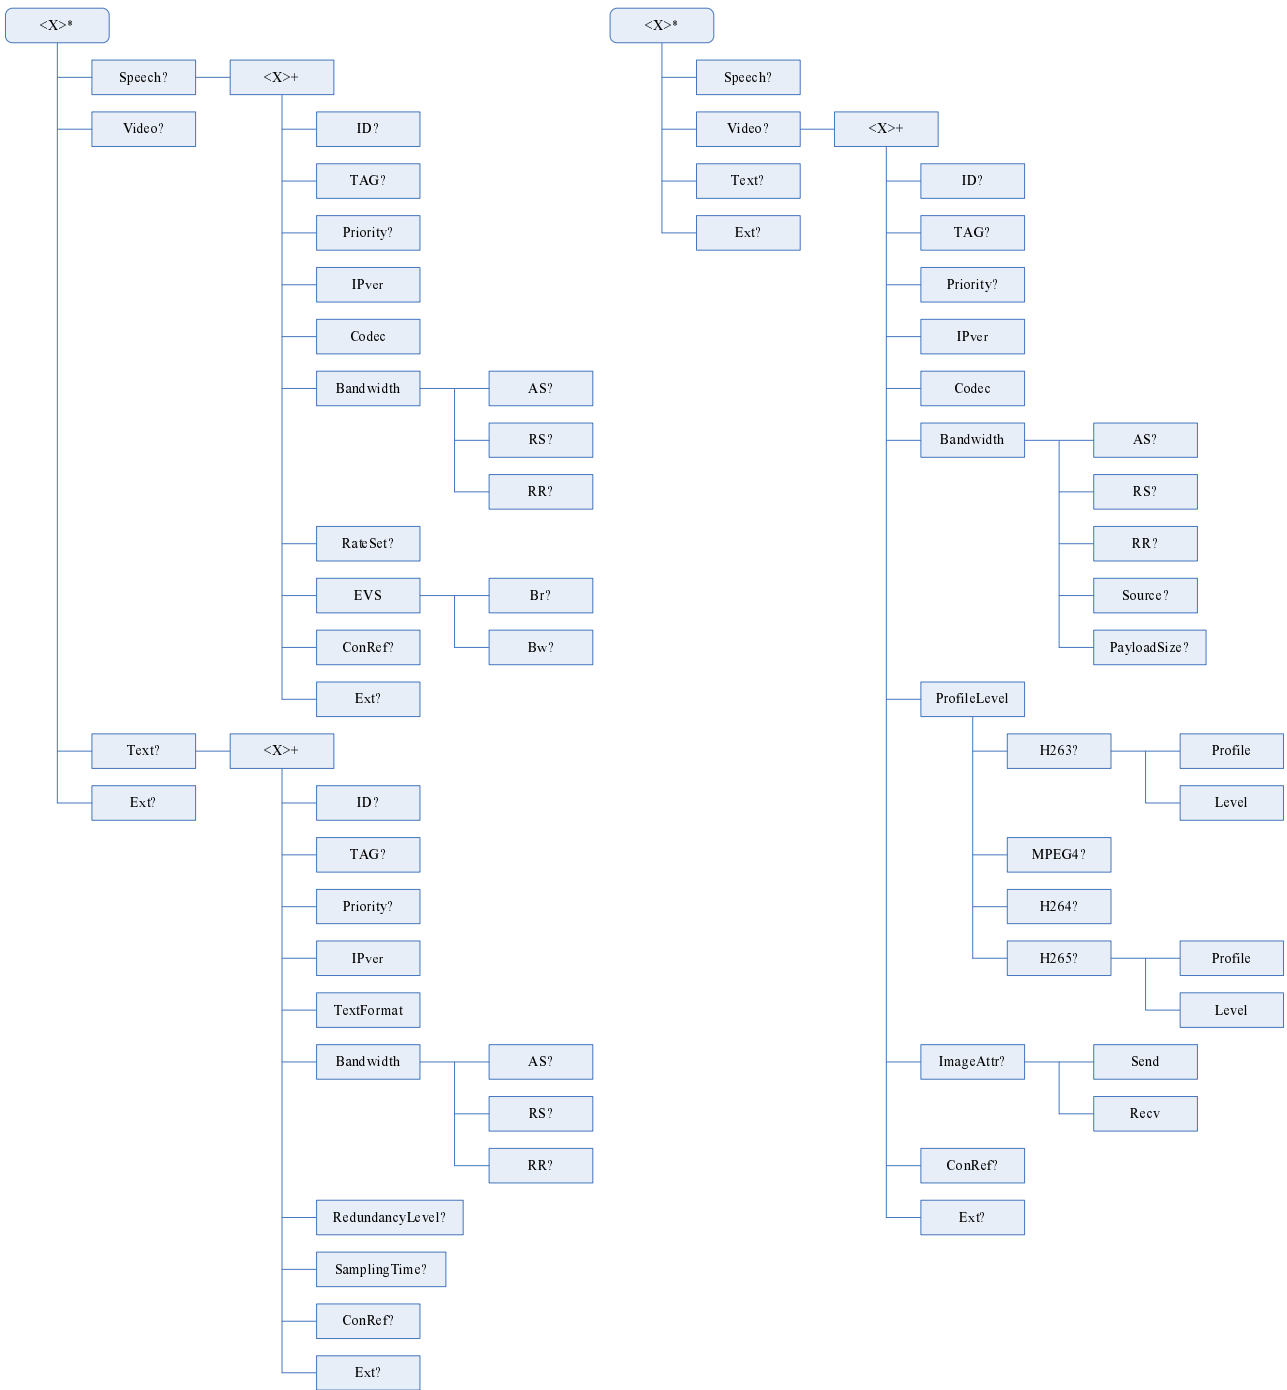 <X>*
Speech?
<X>+
Video?
ID?
TAG?
Priority?
IPver
Codec
Bandwidth
AS?
RS?
RR?
RateSet?
EVS
Br?
Bw?
ConRef?
Ext?
Text?
<X>+
Ext?
ID?
TAG?
Priority?
IPver
TextFormat
Bandwidth
AS?
RS?
RR?
RedundancyLevel?
SamplingTime?
ConRef?
Ext?
<X>*
Speech?
Video?
<X>+
Text?
Ext?
ID?
TAG?
Priority?
IPver
Codec
Bandwidth
AS?
RS?
RR?
Source?
PayloadSize?
ProfileLevel
H263?
Profile
Level
MPEG4?
H264?
H265?
Profile
Level
ImageAttr?
Send
Recv
ConRef?
Ext?